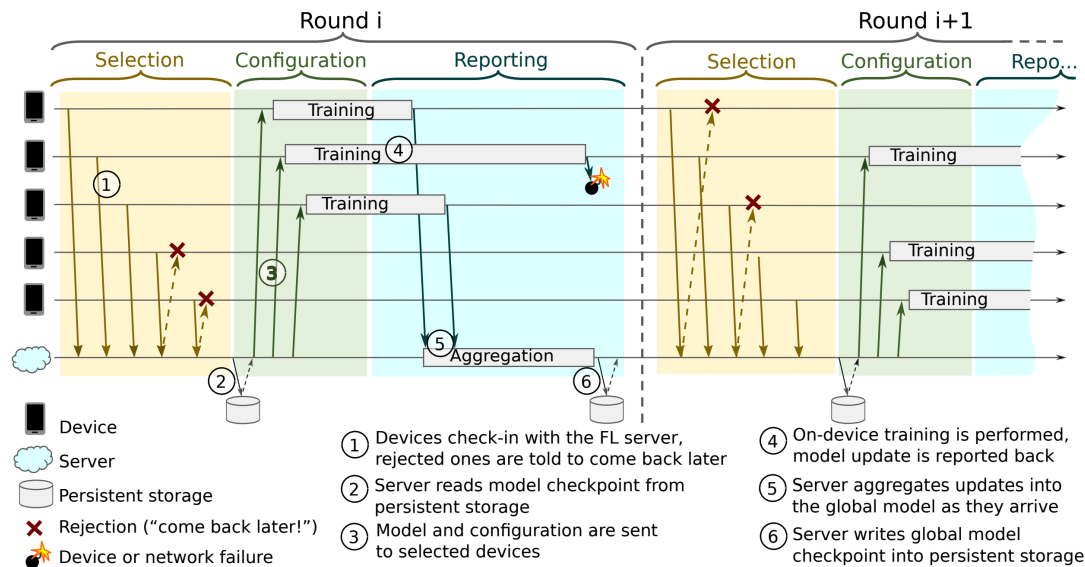 Round i
Round i+1
Selection
Configuration
Reporting
Selection
Configuration
Repo...
Training
Training
4
Training
1
3
5
Aggregation
2
6
Training
Training
Training
Device
Server
Persistent storage
Rejection (“come back later!”)
Device or network failure
1
Devices check-in with the FL server,
rejected ones are told to come back later
2
Server reads model checkpoint from
persistent storage
3
Model and configuration are sent
to selected devices
4
On-device training is performed,
model update is reported back
5
Server aggregates updates into
the global model as they arrive
6
Server writes global model
checkpoint into persistent storage